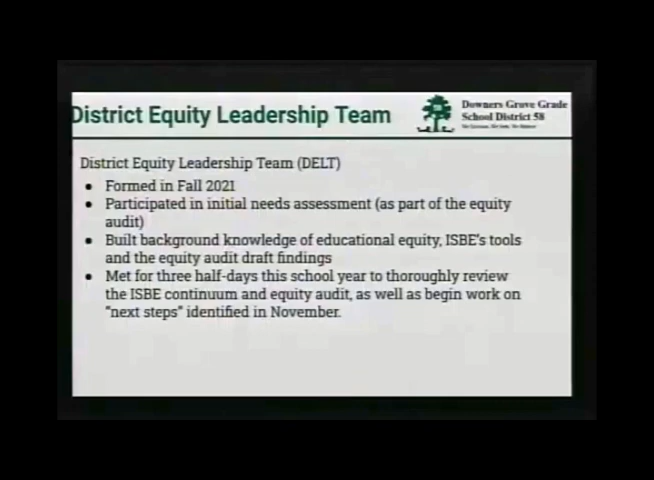 District Equity Leadership Team
Downers Grove Grade
School District 58
District Equity Leadership Team (DELT)
• Formed in Fall 2021
• Participated in initial needs assessment (as part of the equity
audit)
• Built background knowledge of educational equity, ISBE's tools
and the equity audit draft findings
• Met for three half-days this school year to thoroughly review
the ISBE continuum and equity audit, as well as begin work on
"next steps" identified in November.